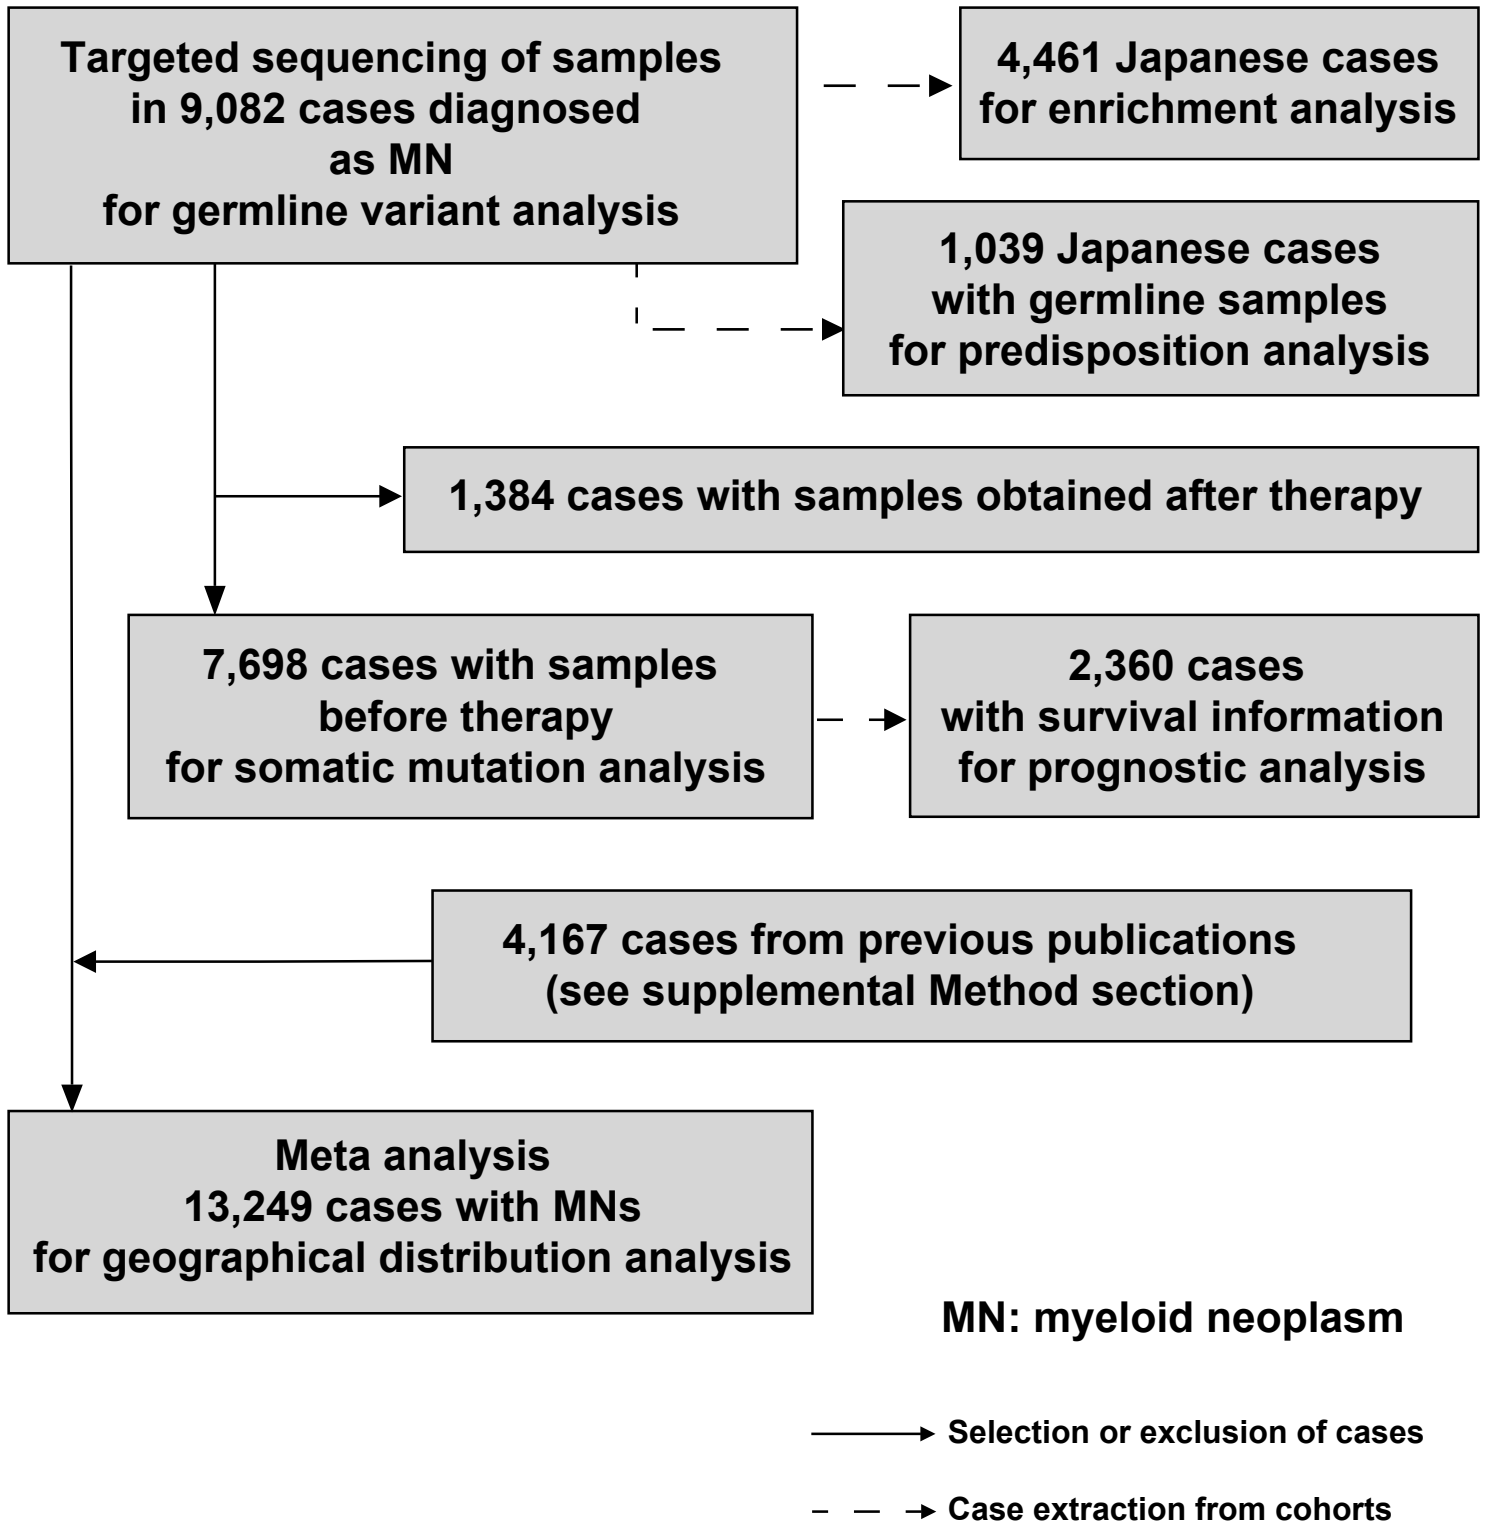 Targeted sequencing of samples
in 9,082 cases diagnosed
as MN
for germline variant analysis
4,461 Japanese cases
for enrichment analysis
1,039 Japanese cases
with germline samples
for predisposition analysis
1,384 cases with samples obtained after therapy
7,698 cases with samples
before therapy
for somatic mutation analysis
2,360 cases
with survival information
for prognostic analysis
4,167 cases from previous publications
(see supplemental Method section)
Meta analysis
13,249 cases with MNs
for geographical distribution analysis
MN: myeloid neoplasm
Selection or exclusion of cases
Case extraction from cohorts